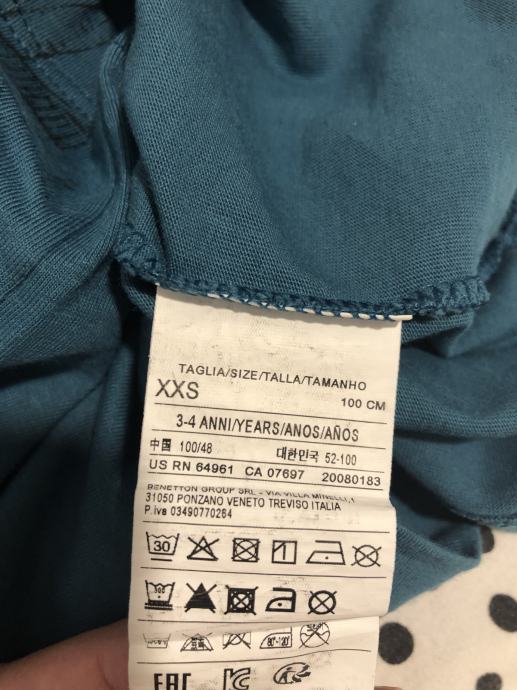 TAGLIA/SIZE/TALLA/TAMANHO
XXS 100 CM
3-4 ANNI/YEARS/ANOS/AÑOS
中国 100/48 대한민국 52-100
US RN 64961 CA 07697 20080183
BENETTON GROUP SRL - VIA VILLA MINELLI,1
31050 PONZANO VENETO TREVISO ITALIA
P.iva 03490770264
30
EAC